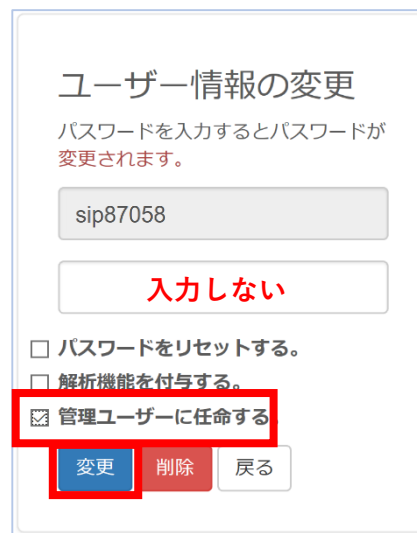 ユーザー情報の変更
パスワードを入力するとパスワードが
変更されます。
sip87058
入力しない
パスワードをリセットする。
解析機能を付与する。
管理ユーザーに任命する。
変更 削除 戻る